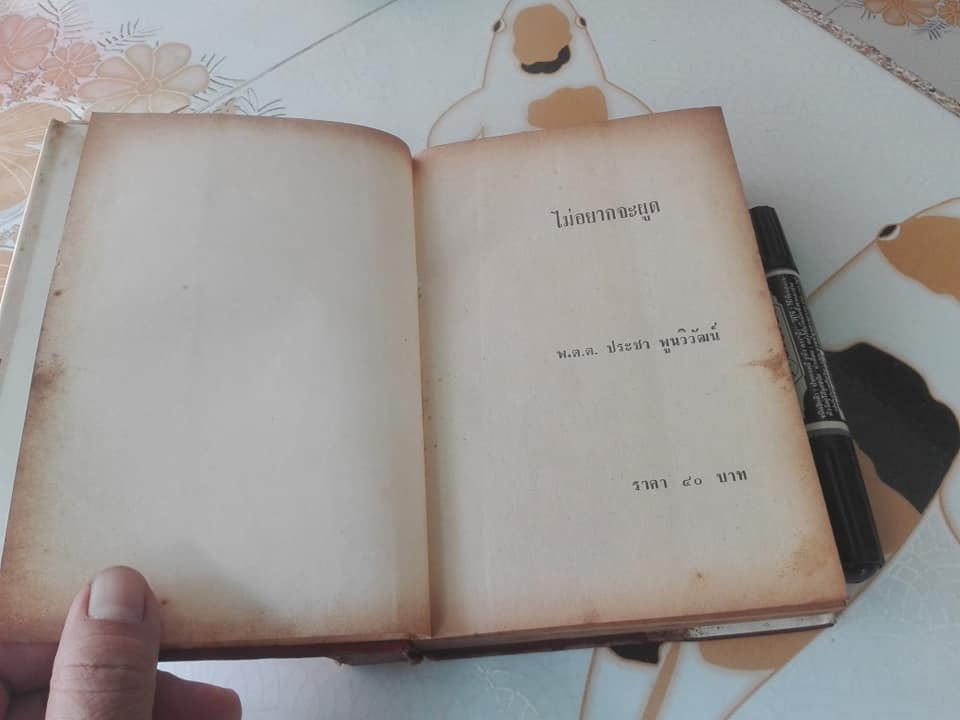 ไม่อยากจะผูด
พ.ต.ต. ประชา พูนวิวัฒน์
ราคา ๔๐ บาท